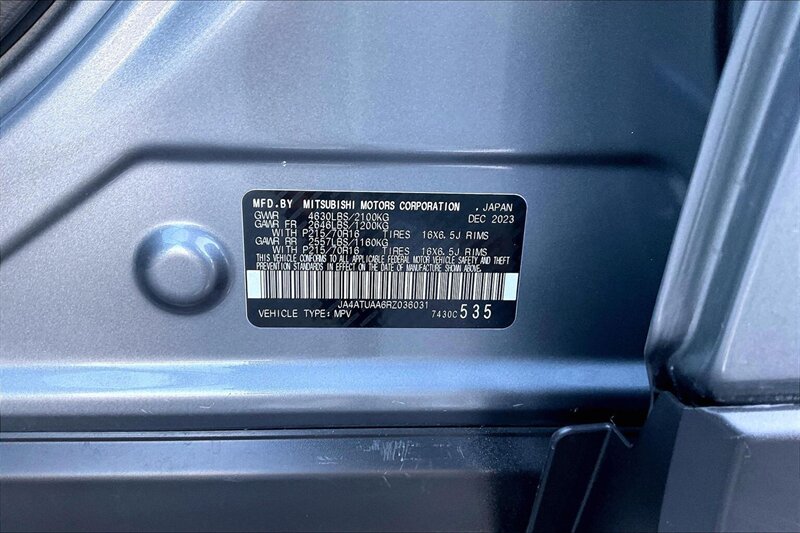 MFD.BY MITSUBISHI MOTORS CORPORATION , JAPAN
GVWR 4630LBS/2100KG DEC 2023
GAWR FR 2646LBS/1200KG
WITH P215/70R16 TIRES 16X6.5J RIMS
GAWR RR 2557LBS/1160KG
WITH P215/70R16 TIRES 16X6.5J RIMS
THIS VEHICLE CONFORMS TO ALL APPLICABLE FEDERAL MOTOR VEHICLE SAFETY AND THEFT
PREVENTION STANDARDS IN EFFECT ON THE DATE OF MANUFACTURE SHOWN ABOVE.
JA4ATUAA6RZ036031
VEHICLE TYPE: MPV 7430C 535